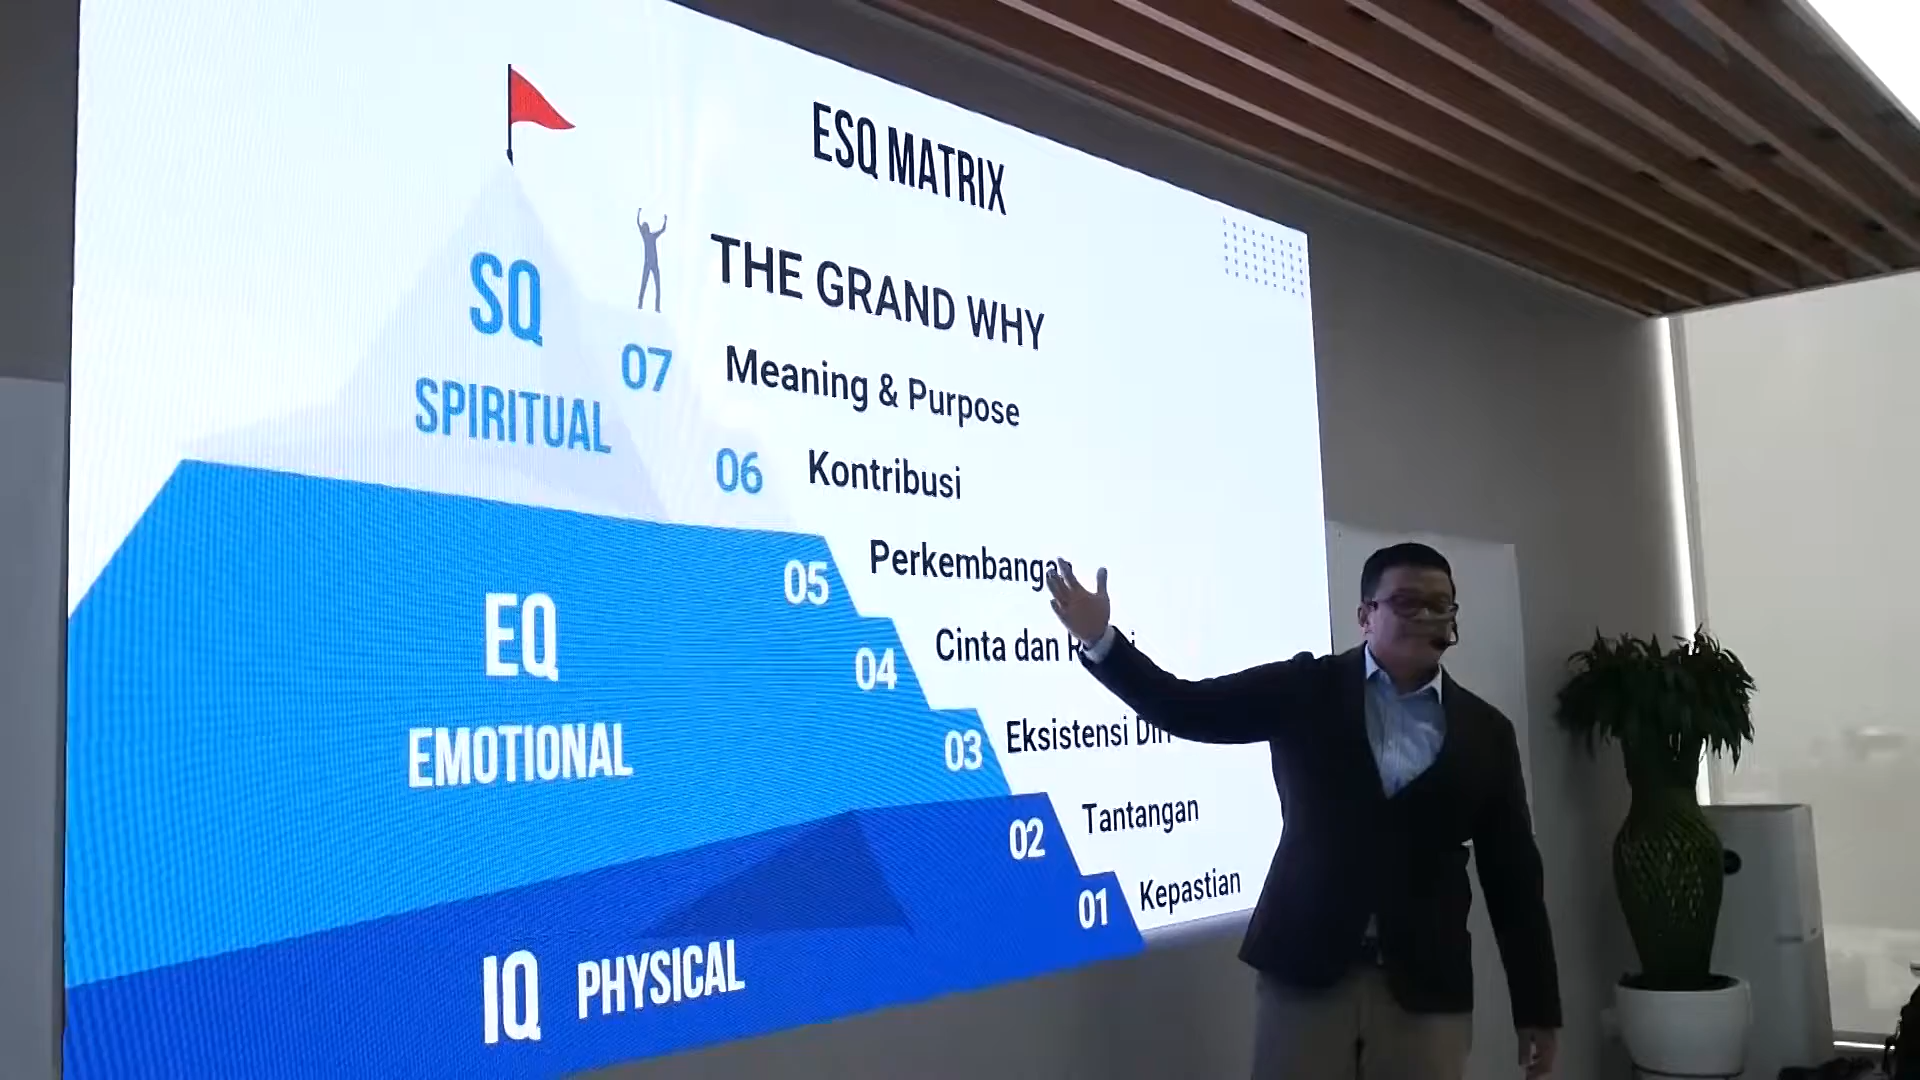 ESQ MATRIX
THE GRAND WHY
SQ
SPIRITUAL
07 Meaning & Purpose
06 Kontribusi
EQ
EMOTIONAL
05 Perkembangan
04 Cinta dan
03 Eksistensi Diri
02 Tantangan
01 Kepastian
IQ PHYSICAL